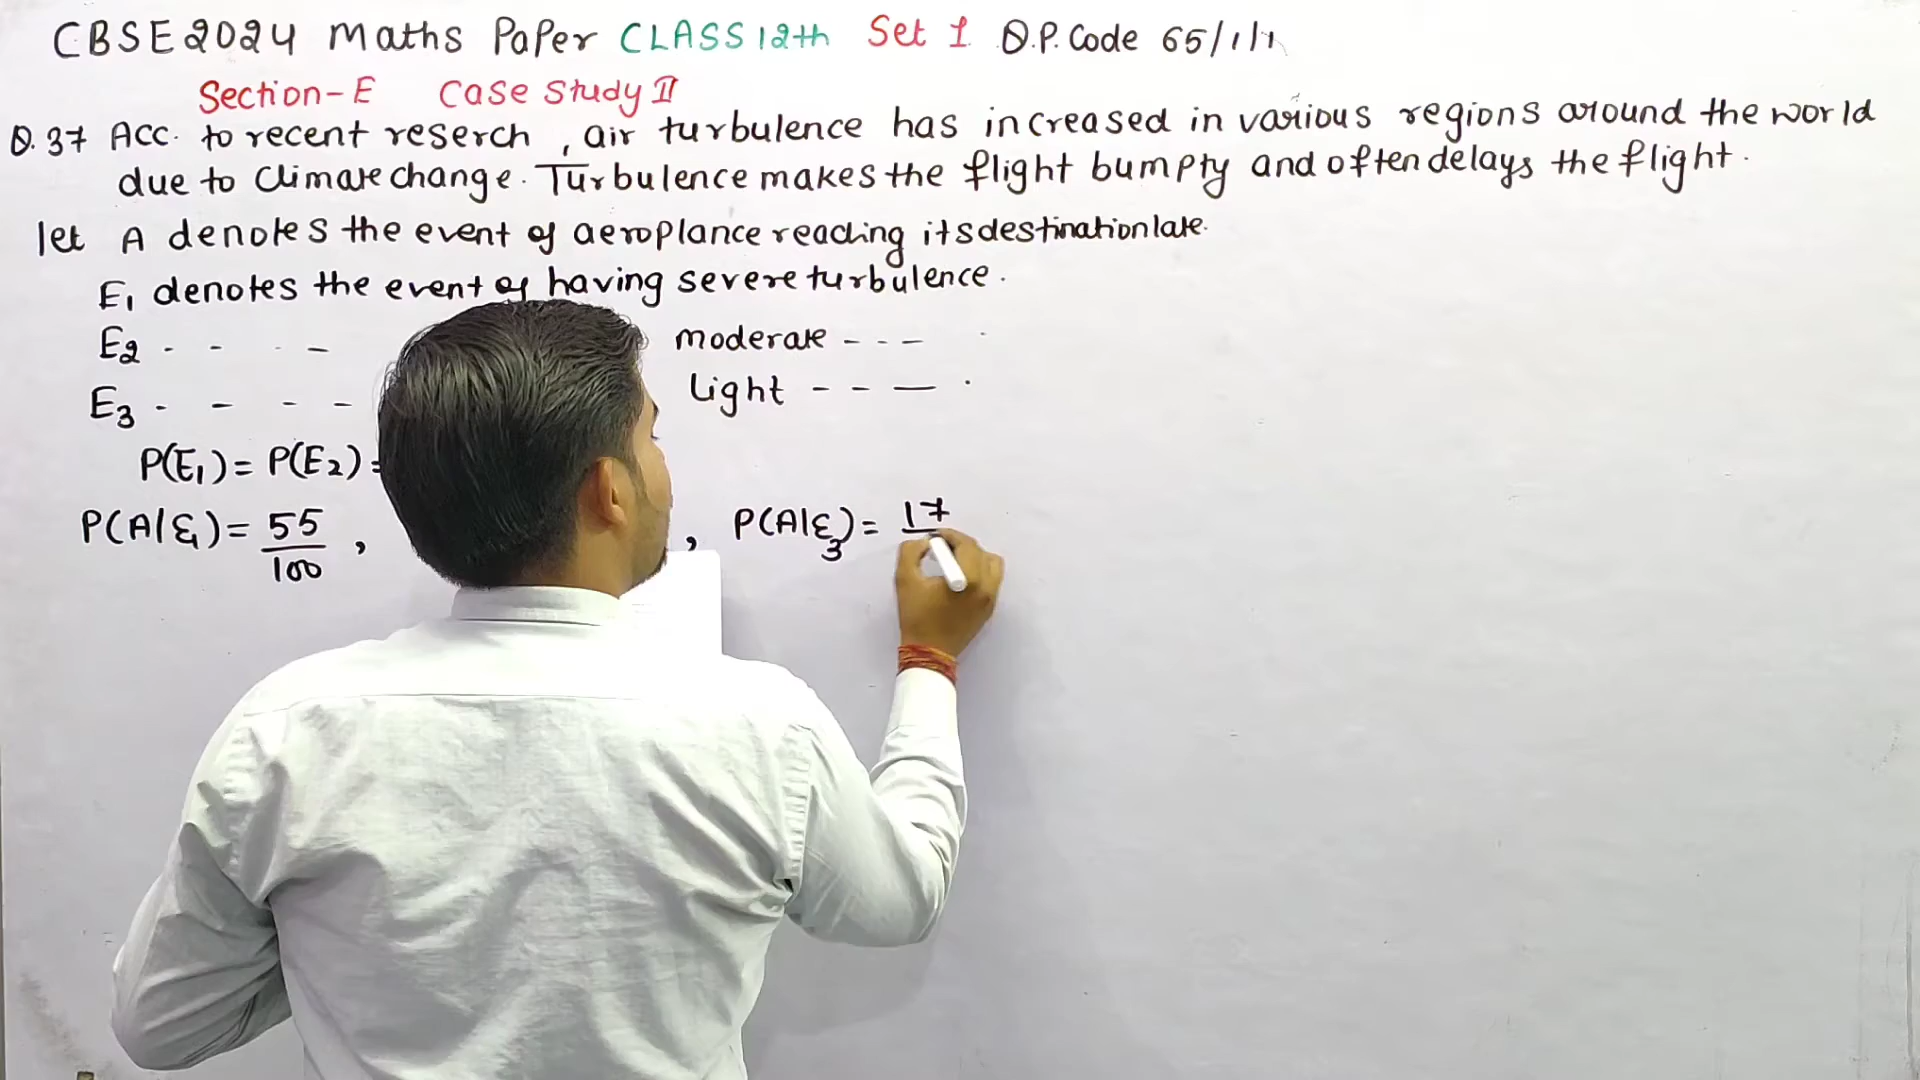 CBSE 2024 Maths Paper CLASS 12th Set 1 Q.P. Code 65/1/1
Section-E Case Study II
Q.37 Acc. to recent reserch, air turbulence has increased in various regions around the world
due to Climate change. Turbulence makes the flight bumpty and often delays the flight.
let A denotes the event of aeroplance reaching its destination late.
E1 denotes the event of having severe turbulence.
E2 - - - - moderate - - -
E3 - - - - light - - -
P(E1) = P(E2) =
P(A|E1) = 55/100 , , P(A|E3) = 17